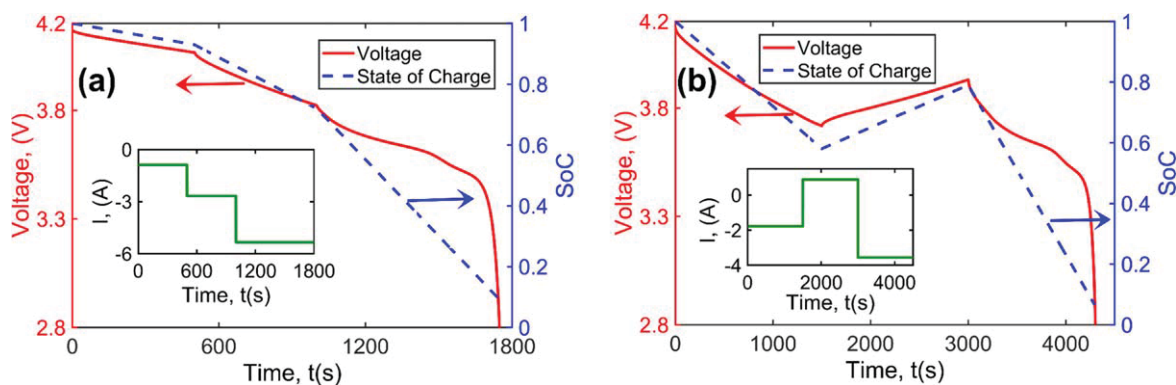 (a)
Voltage
State of Charge
Voltage, (V)
4.2
3.8
3.3
2.8
SoC
1
0.8
0.6
0.4
0.2
0
0
600
1200
1800
Time, t(s)
I, (A)
0
-3
-6
0
600
1200
1800
Time, t(s)
(b)
Voltage
State of Charge
Voltage, (V)
4.2
3.8
3.3
2.8
SoC
1
0.8
0.6
0.4
0.2
0
0
1000
2000
3000
4000
Time, t(s)
I, (A)
0
-2
-4
0
2000
4000
Time, t(s)